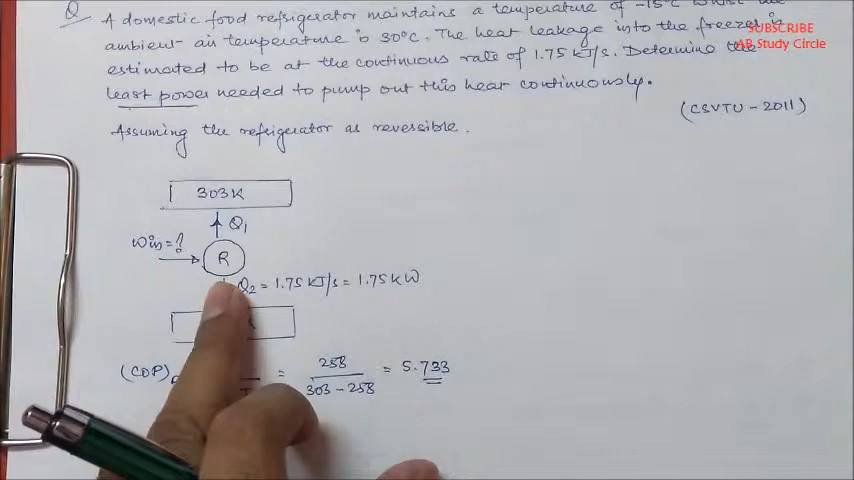 Q A domestic food refrigerator maintains a temperature of -15°C whilst the
ambient air temperature is 30°C. The heat leakage into the freezer is
estimated to be at the continuous rate of 1.75 KJ/s. Determine the
least power needed to pump out this heat continuously.
(CSVTU - 2011)
Assuming the refrigerator as reversible.
303K
Q1
Win = ?
R
Q2 = 1.75 KJ/s = 1.75 KW
(COP) = 258 / 303 - 258 = 5.733
SUBSCRIBE
AB Study Circle